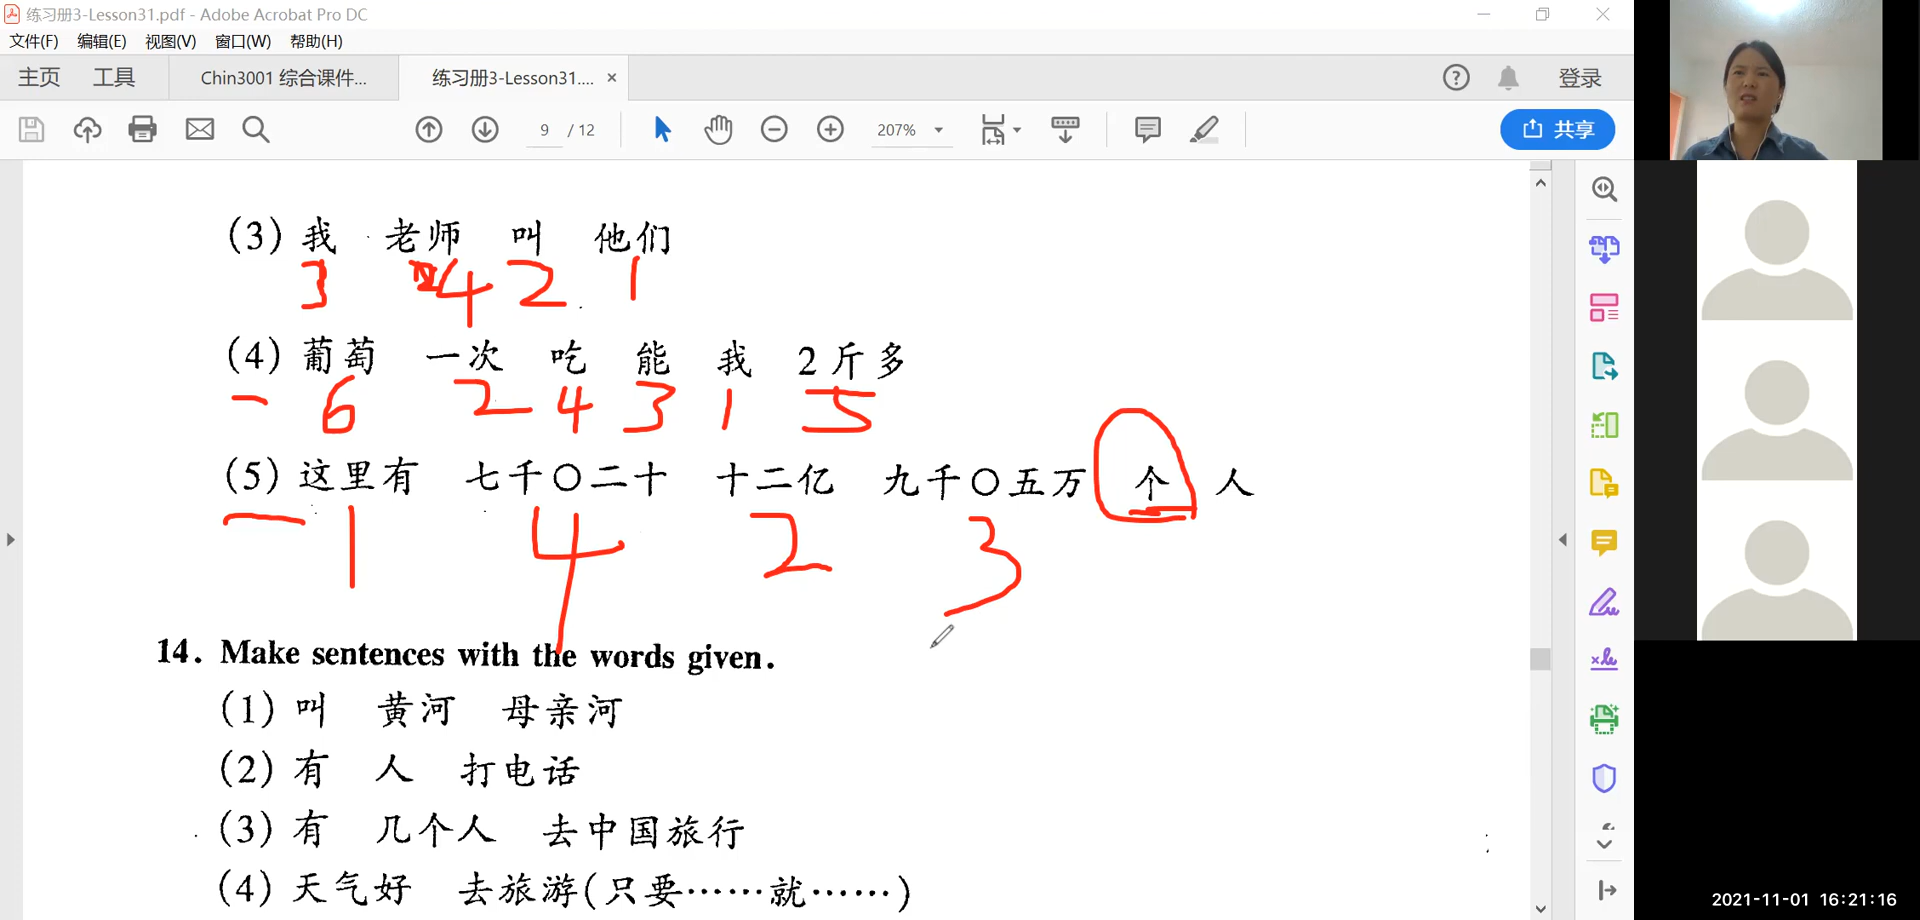 练习册3-Lesson31.pdf - Adobe Acrobat Pro DC
文件(F) 编辑(E) 视图(V) 窗口(W) 帮助(H)
主页 工具 Chin3001 综合课件... 练习册3-Lesson31.... × 登录
9 / 12 207% 共享
(3) 我 老师 叫 他们
3 4 2 1
(4) 葡萄 一次 吃 能 我 2斤多
6 2 4 3 1 5
(5) 这里有 七千〇二十 十二亿 九千〇五万 个 人
1 4 2 3
14. Make sentences with the words given.
(1) 叫 黄河 母亲河
(2) 有 人 打电话
(3) 有 几个人 去中国旅行
(4) 天气好 去旅游(只要……就……)
2021-11-01 16:21:16